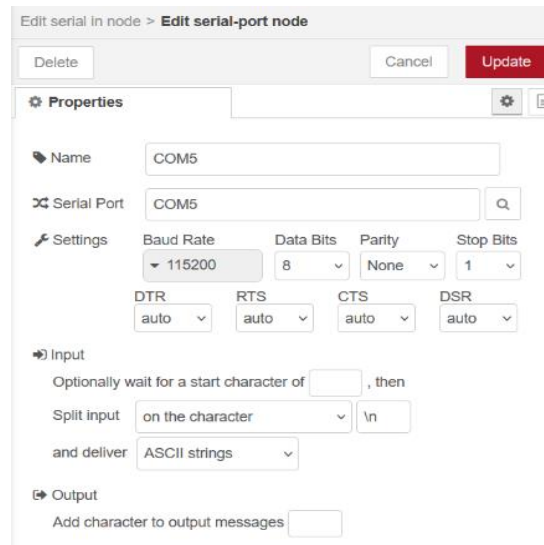 Edit serial in node > Edit serial-port node
Delete Cancel Update
Properties
Name COM5
Serial Port COM5
Settings Baud Rate Data Bits Parity Stop Bits
115200 8 None 1
DTR RTS CTS DSR
auto auto auto auto
Input
Optionally wait for a start character of , then
Split input on the character \n
and deliver ASCII strings
Output
Add character to output messages